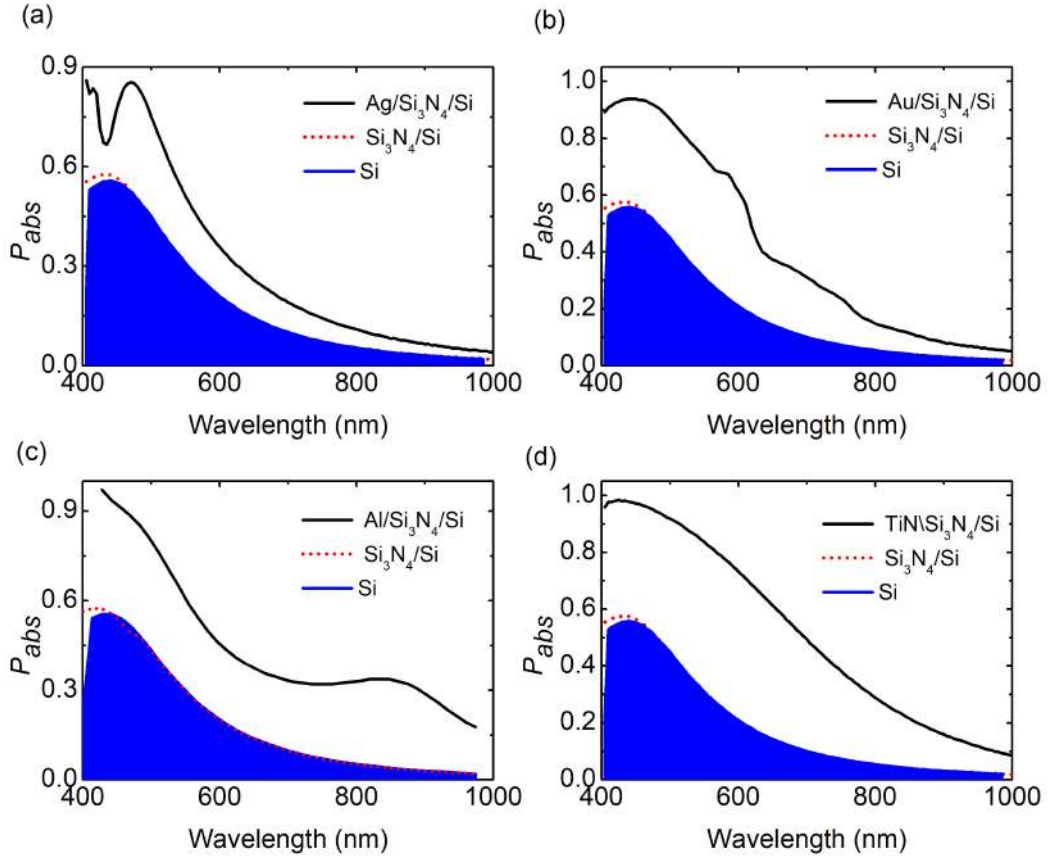 (a)
P_abs
0.9
0.6
0.3
0.0
400
600
800
1000
Wavelength (nm)
Ag/Si₃N₄/Si
Si₃N₄/Si
Si
(b)
P_abs
1.0
0.8
0.6
0.4
0.2
0.0
400
600
800
1000
Wavelength (nm)
Au/Si₃N₄/Si
Si₃N₄/Si
Si
(c)
P_abs
0.9
0.6
0.3
0.0
400
600
800
1000
Wavelength (nm)
Al/Si₃N₄/Si
Si₃N₄/Si
Si
(d)
P_abs
1.0
0.8
0.6
0.4
0.2
0.0
400
600
800
1000
Wavelength (nm)
TiN\Si₃N₄/Si
Si₃N₄/Si
Si